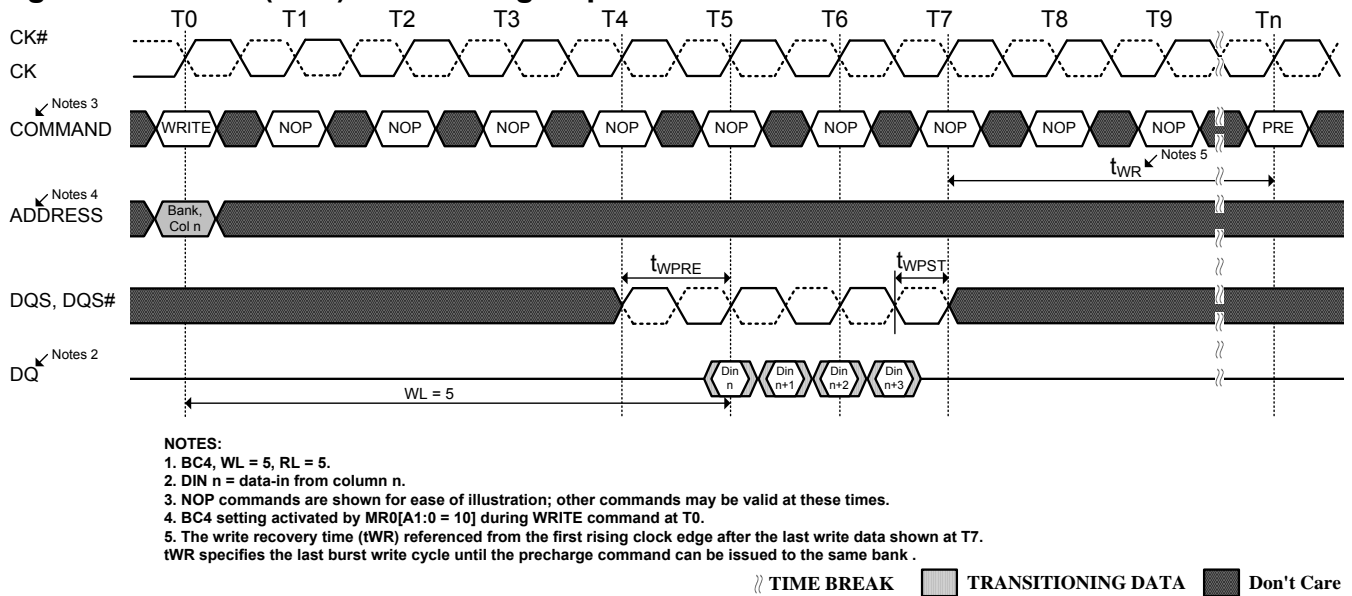 T0 T1 T2 T3 T4 T5 T6 T7 T8 T9 Tn
CK#
CK
Notes 3
COMMAND
WRITE NOP NOP NOP NOP NOP NOP NOP NOP NOP PRE
tWR Notes 5
Notes 4
ADDRESS
Bank,
Col n
tWPRE tWPST
DQS, DQS#
Notes 2
DQ
Din
n
Din
n+1
Din
n+2
Din
n+3
WL = 5
NOTES:
1. BC4, WL = 5, RL = 5.
2. DIN n = data-in from column n.
3. NOP commands are shown for ease of illustration; other commands may be valid at these times.
4. BC4 setting activated by MR0[A1:0 = 10] during WRITE command at T0.
5. The write recovery time (tWR) referenced from the first rising clock edge after the last write data shown at T7.
tWR specifies the last burst write cycle until the precharge command can be issued to the same bank .
TIME BREAK TRANSITIONING DATA Don't Care